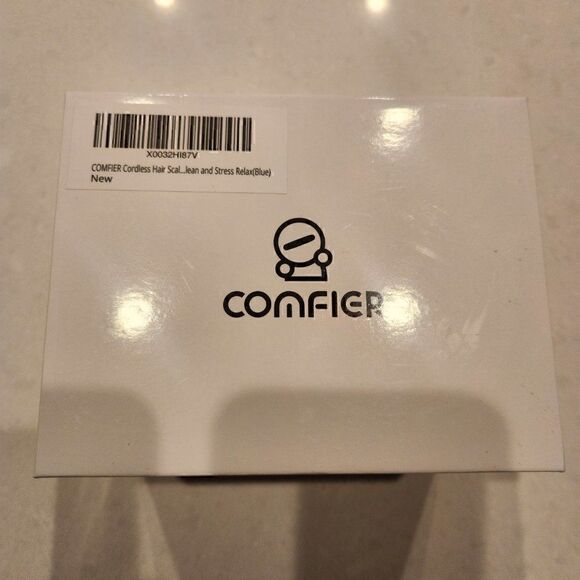 X0032HI87V
COMFIER Cordless Hair Scal...lean and Stress Relax(Blue)
New
COMFIER